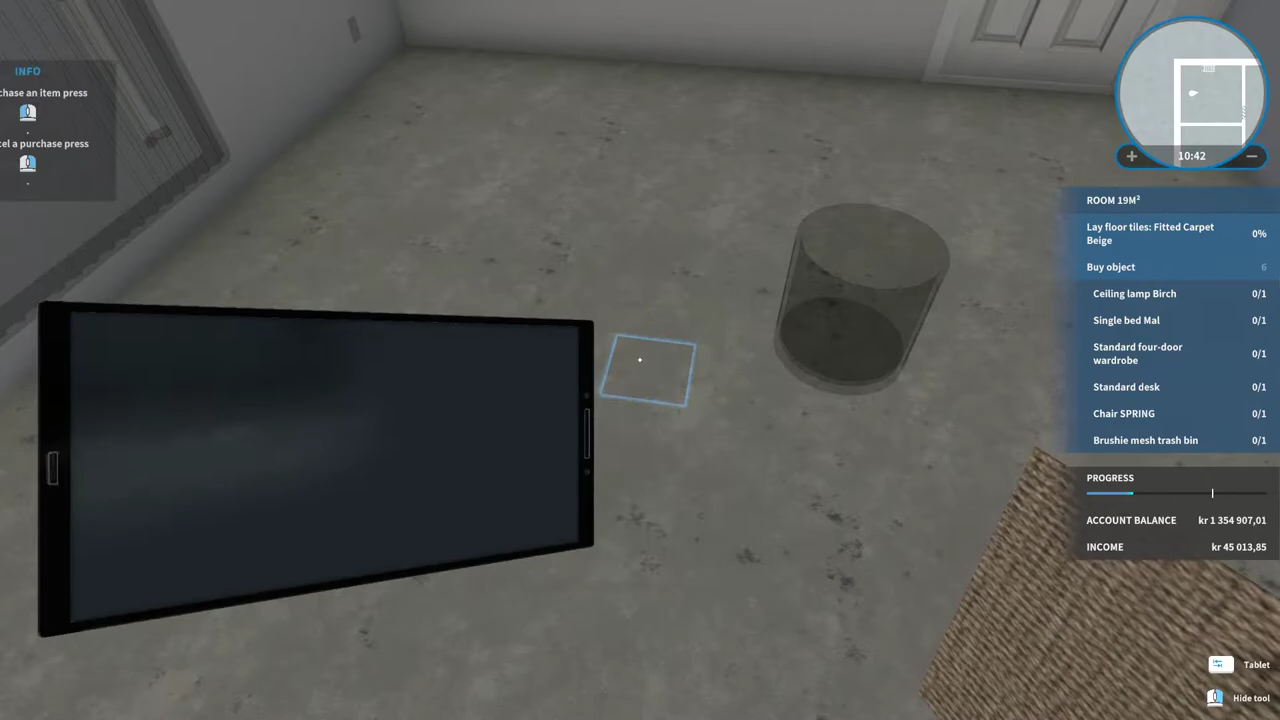 INFO
chase an item press
.
cel a purchase press
.
10:42
ROOM 19M²
Lay floor tiles: Fitted Carpet
Beige
0%
Buy object 6
Ceiling lamp Birch 0/1
Single bed Mal 0/1
Standard four-door
wardrobe
0/1
Standard desk 0/1
Chair SPRING 0/1
Brushie mesh trash bin 0/1
PROGRESS
ACCOUNT BALANCE kr 1 354 907,01
INCOME kr 45 013,85
Tablet
Hide tool